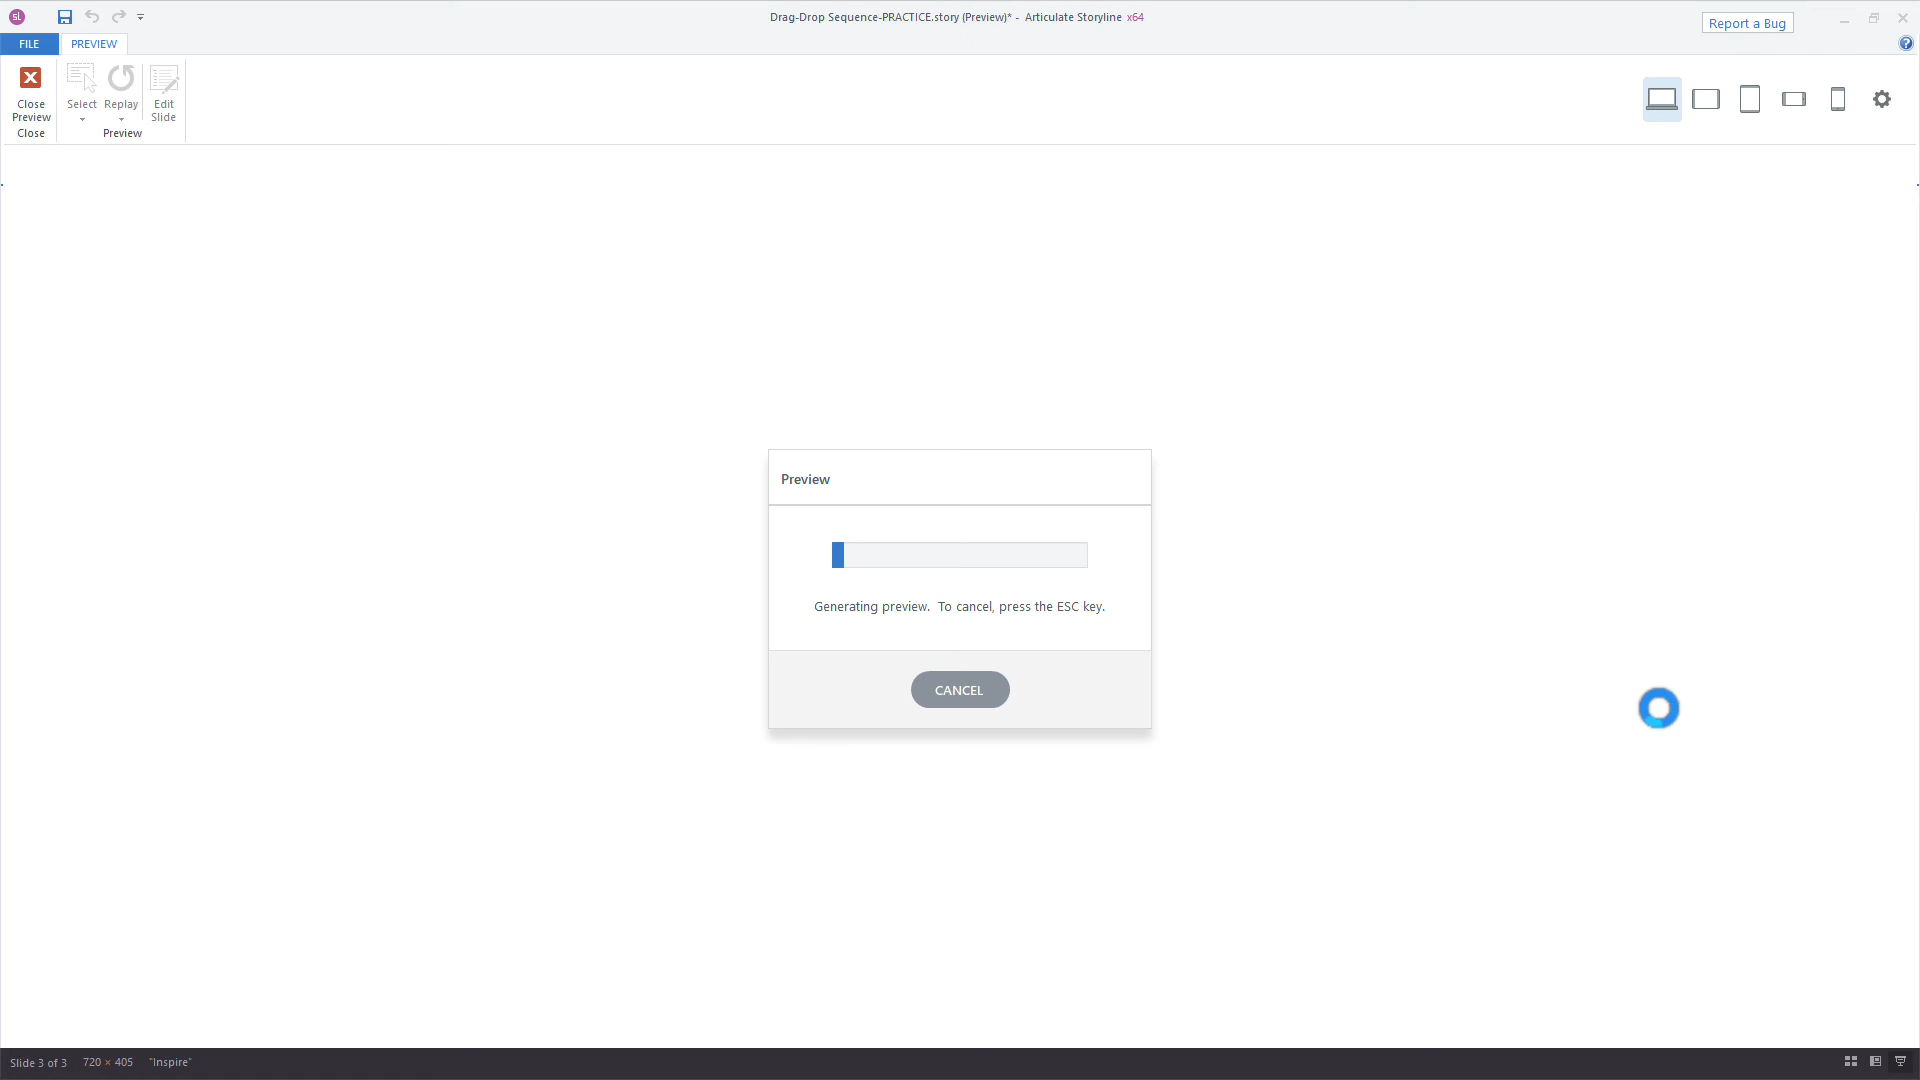 sl
Drag-Drop Sequence-PRACTICE.story (Preview)* - Articulate Storyline x64
Report a Bug
FILE
PREVIEW
?
Close Preview
Select
Replay
Edit Slide
Close
Preview
Preview
Generating preview. To cancel, press the ESC key.
CANCEL
Slide 3 of 3
720 × 405
"Inspire"